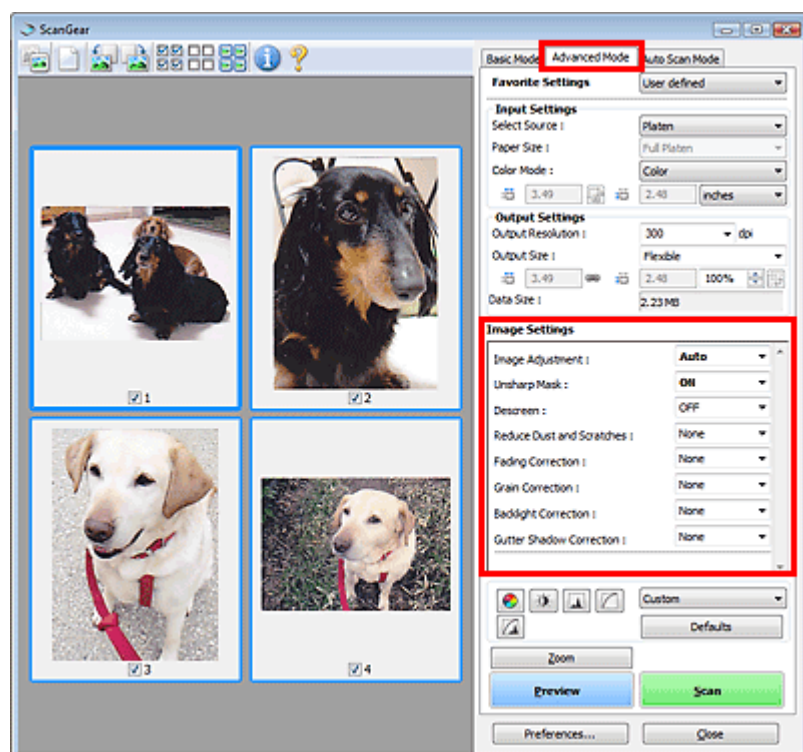 ScanGear
Basic Mode Advanced Mode Auto Scan Mode
Favorite Settings User defined
Input Settings
Select Source : Platen
Paper Size : Full Platen
Color Mode : Color
3.49 2.48 inches
Output Settings
Output Resolution : 300 dpi
Output Size : Flexible
3.49 2.48 100%
Data Size : 2.23 MB
Image Settings
Image Adjustment : Auto
Unsharp Mask : ON
Descreen : OFF
Reduce Dust and Scratches : None
Fading Correction : None
Grain Correction : None
Backlight Correction : None
Gutter Shadow Correction : None
Custom
Defaults
Zoom
Preview Scan
Preferences... Close
1 2
3 4